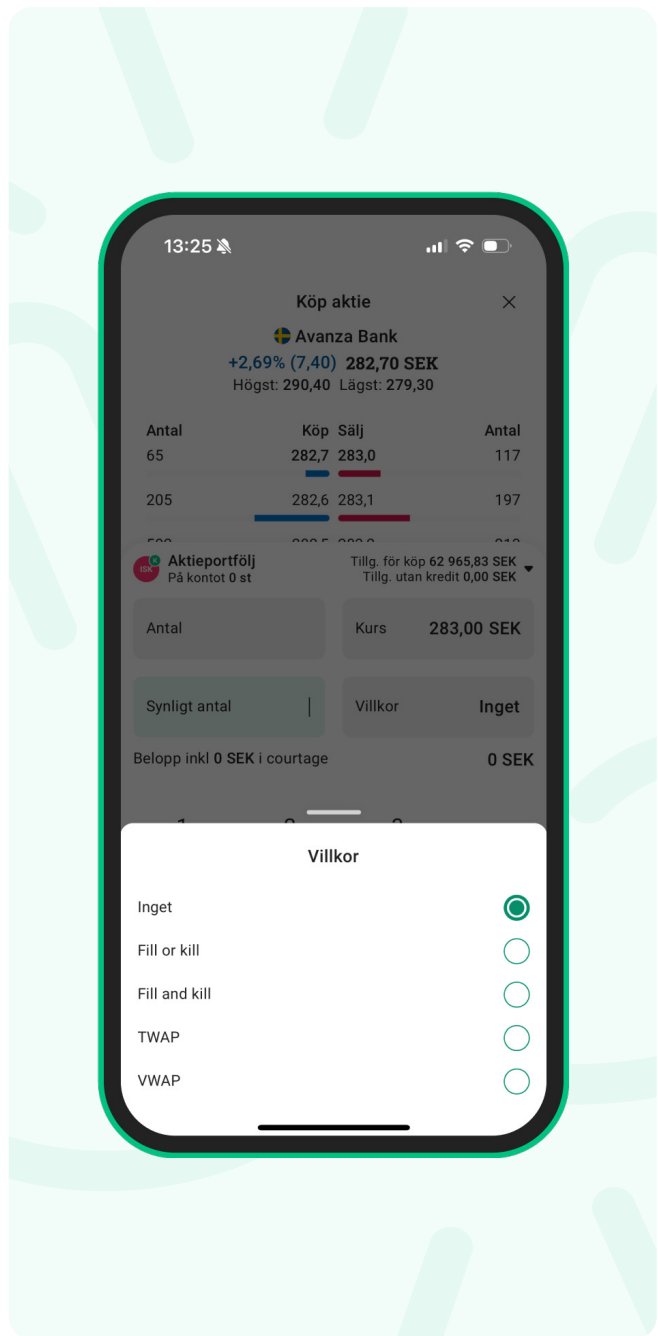 13:25
Köp aktie
Avanza Bank
+2,69% (7,40) 282,70 SEK
Högst: 290,40 Lägst: 279,30
Antal Köp Sälj Antal
65 282,7 283,0 117
205 282,6 283,1 197
ISK K Aktieportfölj Tillg. för köp 62 965,83 SEK
På kontot 0 st Tillg. utan kredit 0,00 SEK
Antal Kurs 283,00 SEK
Synligt antal Villkor Inget
Belopp inkl 0 SEK i courtage 0 SEK
Villkor
Inget
Fill or kill
Fill and kill
TWAP
VWAP